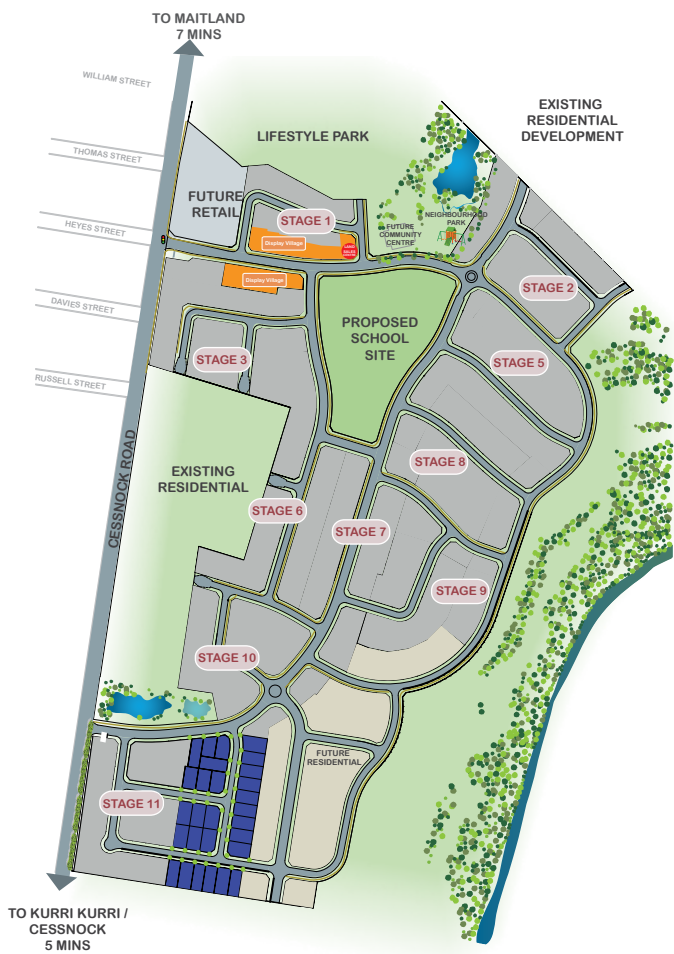 TO MAITLAND
7 MINS
WILLIAM STREET
EXISTING
RESIDENTIAL
DEVELOPMENT
LIFESTYLE PARK
THOMAS STREET
FUTURE
RETAIL
STAGE 1
NEIGHBOURHOOD
PARK
FUTURE
COMMUNITY
CENTRE
HEYES STREET
Display Village
LAND
SALES
Display Village
STAGE 2
DAVIES STREET
PROPOSED
SCHOOL
SITE
STAGE 3
STAGE 5
RUSSELL STREET
CESSNOCK ROAD
EXISTING
RESIDENTIAL
STAGE 8
STAGE 6
STAGE 7
STAGE 9
STAGE 10
FUTURE
RESIDENTIAL
STAGE 11
TO KURRI KURRI /
CESSNOCK
5 MINS